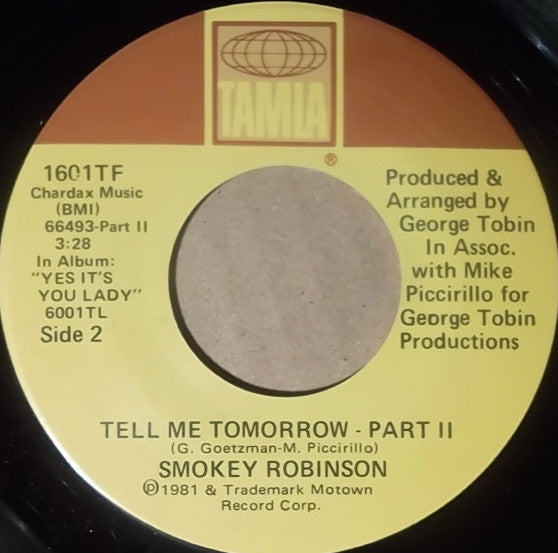 TAMLA
®
1601TF
Chardax Music
(BMI)
66493-Part II
3:28
In Album:
"YES IT'S
YOU LADY"
6001TL
Side 2
Produced &
Arranged by
George Tobin
In Assoc.
with Mike
Piccirillo for
George Tobin
Productions
TELL ME TOMORROW - PART II
(G. Goetzman-M. Piccirillo)
SMOKEY ROBINSON
℗1981 & Trademark Motown
Record Corp.